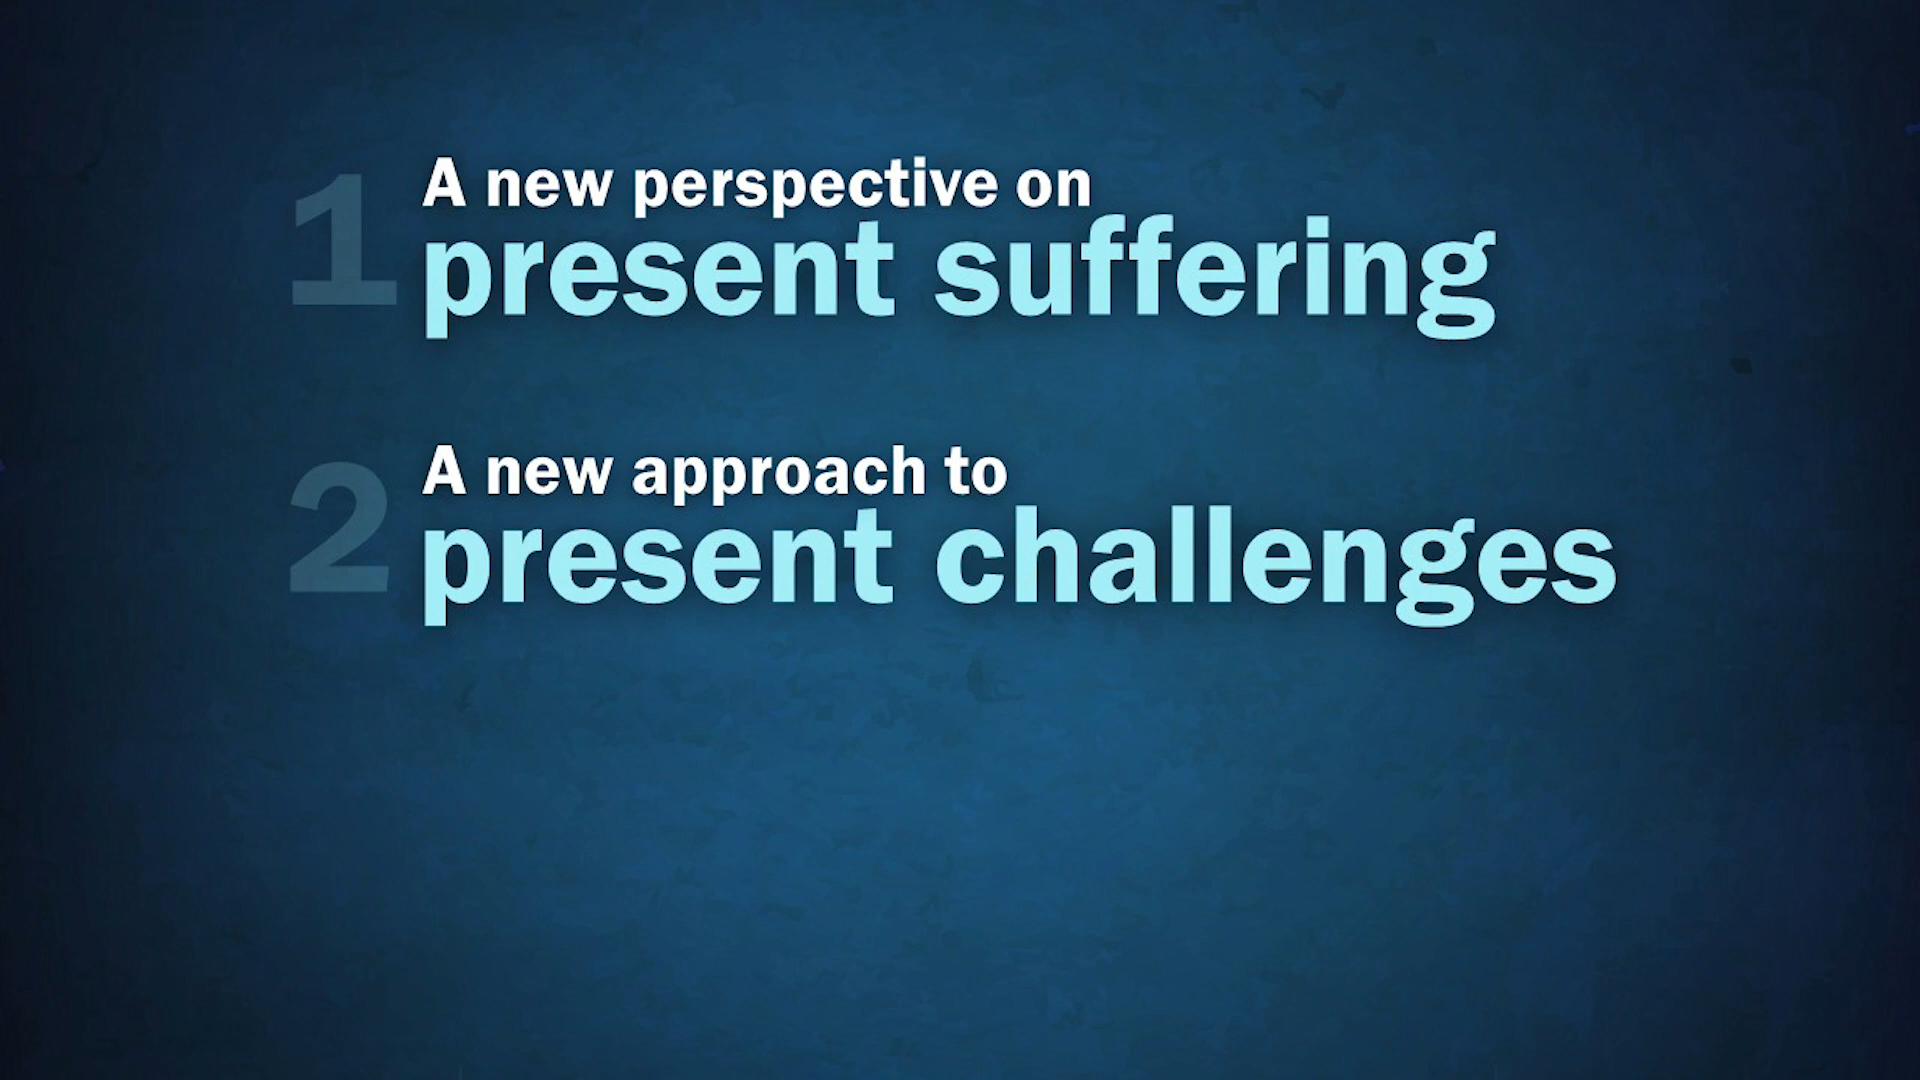 1 A new perspective on
present suffering
2 A new approach to
present challenges